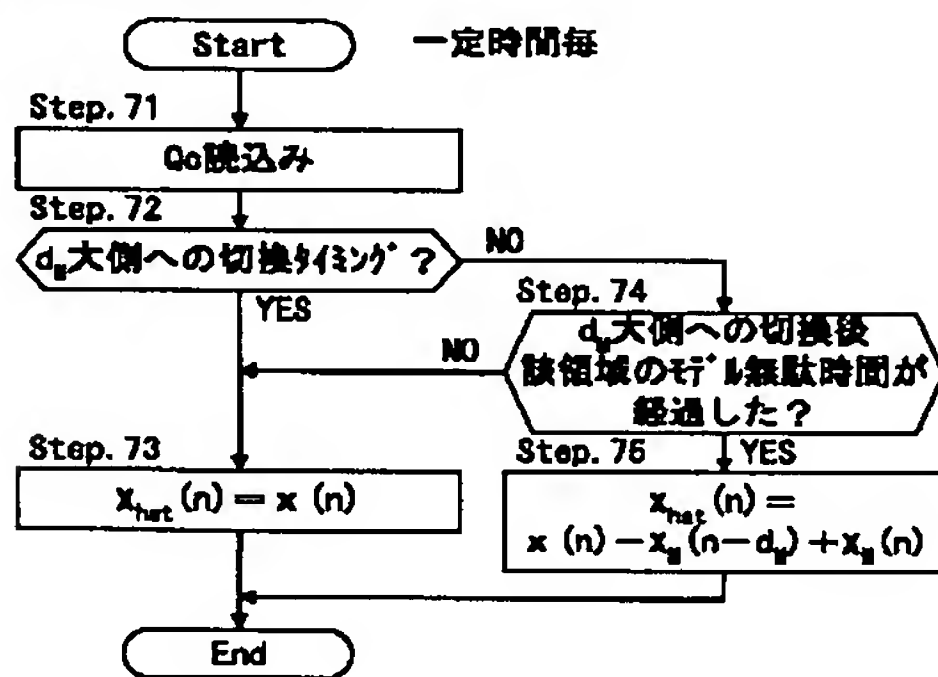 Start
一定時間毎
Step. 71
Qc読込み
Step. 72
dM大側への切換ﾀｲﾐﾝｸﾞ？
NO
YES
Step. 74
dM大側への切換後
該領域のﾓﾃﾞﾙ無駄時間が
経過した？
NO
YES
Step. 73
xhat(n)＝x(n)
Step. 75
xhat(n)＝
x(n)－xM(n－dM)＋xM(n)
End